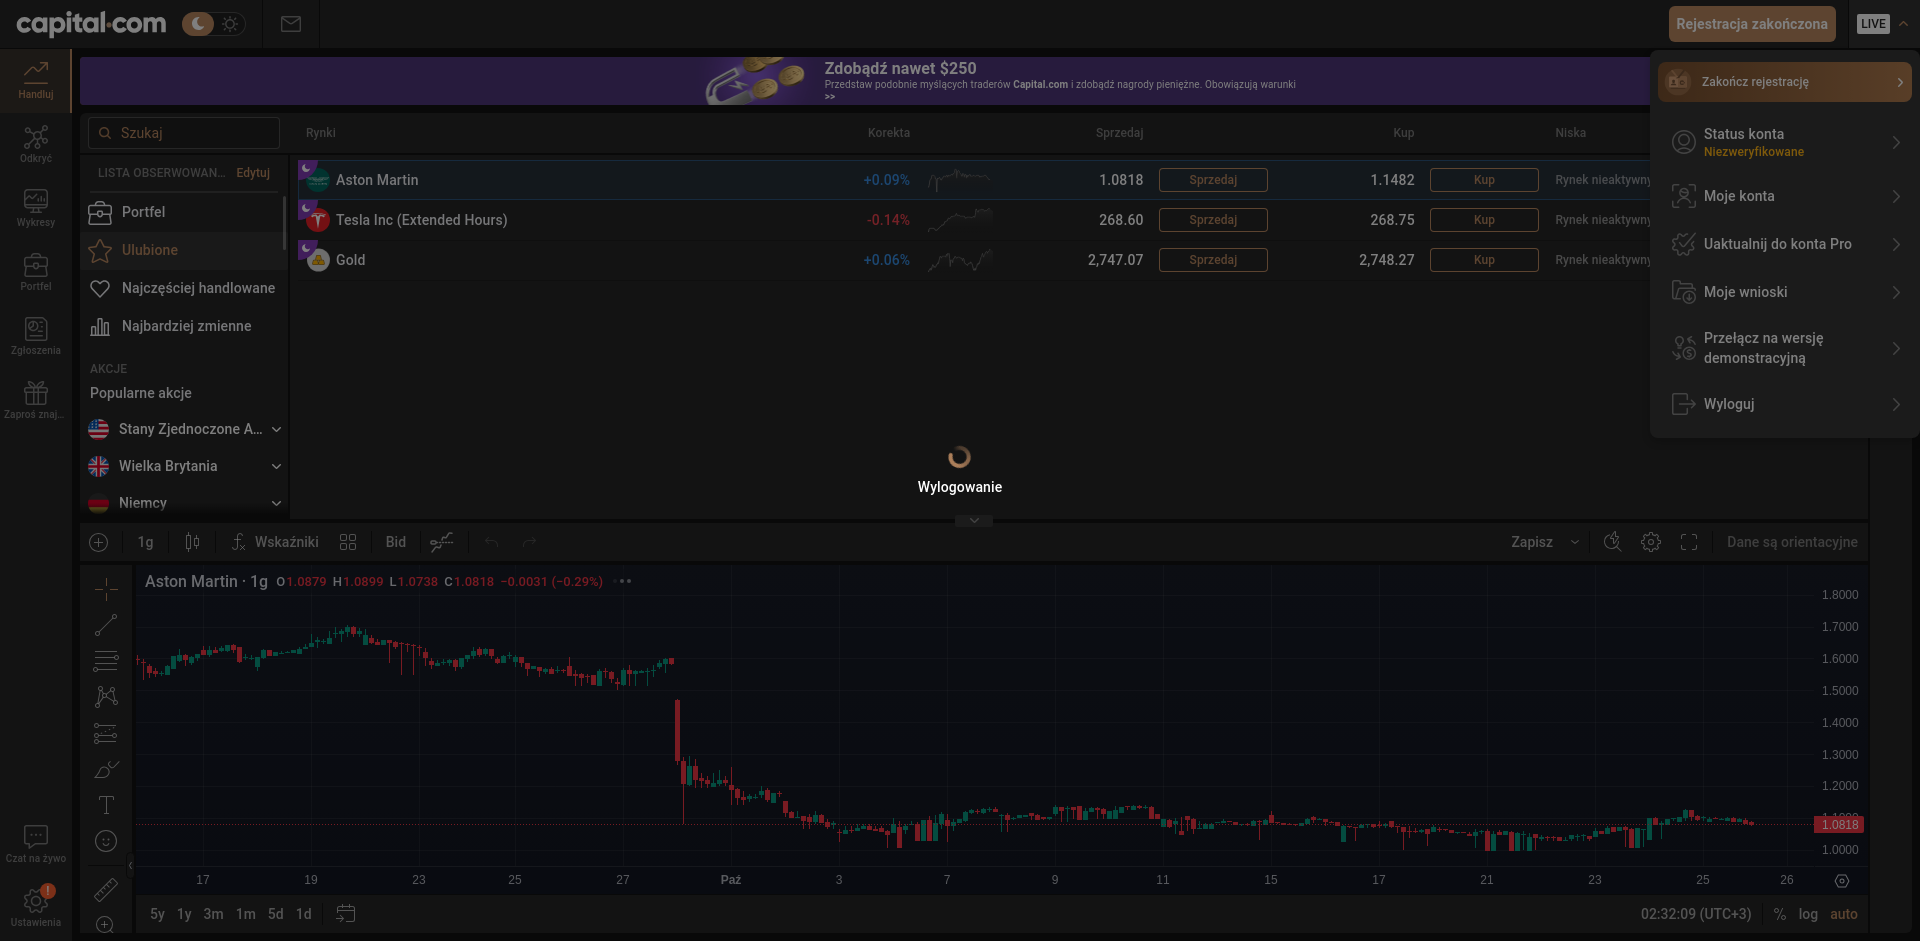 capital.com
Rejestracja zakończona
LIVE
Handluj
Odkryć
Wykresy
Portfel
Zgłoszenia
Zaproś znaj...
Czat na żywo
!
Ustawienia
Zdobądź nawet $250
Przedstaw podobnie myślących traderów Capital.com i zdobądź nagrody pieniężne. Obowiązują warunki
>>
Szukaj
LISTA OBSERWOWAN... Edytuj
Portfel
Ulubione
Najczęściej handlowane
Najbardziej zmienne
AKCJE
Popularne akcje
Stany Zjednoczone A...
Wielka Brytania
Niemcy
Rynki Korekta Sprzedaj Kup Niska
Aston Martin +0.09% 1.0818 Sprzedaj 1.1482 Kup Rynek nieaktywny
Tesla Inc (Extended Hours) -0.14% 268.60 Sprzedaj 268.75 Kup Rynek nieaktywny
Gold +0.06% 2,747.07 Sprzedaj 2,748.27 Kup Rynek nieaktywny
Zakończ rejestrację
Status konta
Niezweryfikowane
Moje konta
Uaktualnij do konta Pro
Moje wnioski
Przełącz na wersję
demonstracyjną
Wyloguj
Wylogowanie
1g Wskaźniki Bid Zapisz Dane są orientacyjne
Aston Martin · 1g O1.0879 H1.0899 L1.0738 C1.0818 −0.0031 (−0.29%)
1.8000
1.7000
1.6000
1.5000
1.4000
1.3000
1.2000
1.0818
1.0000
17 19 23 25 27 Paź 3 7 9 11 15 17 21 23 25 26
5y 1y 3m 1m 5d 1d 02:32:09 (UTC+3) % log auto